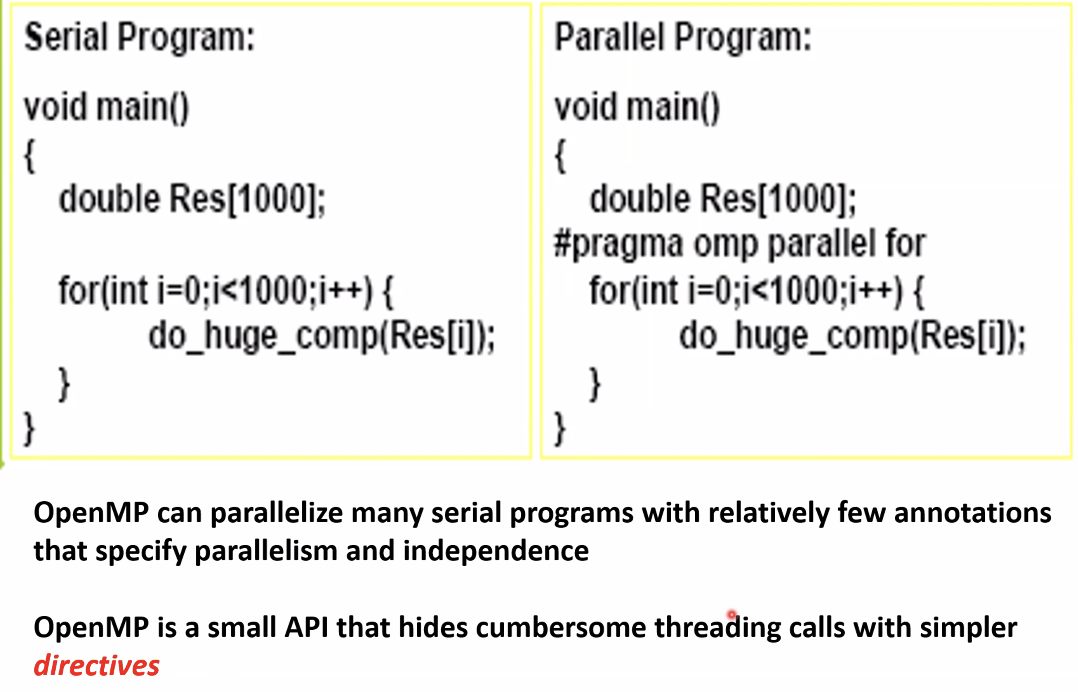 Serial Program:
void main()
{
double Res[1000];
for(int i=0;i<1000;i++) {
do_huge_comp(Res[i]);
}
}
Parallel Program:
void main()
{
double Res[1000];
#pragma omp parallel for
for(int i=0;i<1000;i++) {
do_huge_comp(Res[i]);
}
}
OpenMP can parallelize many serial programs with relatively few annotations
that specify parallelism and independence
OpenMP is a small API that hides cumbersome threading calls with simpler
directives